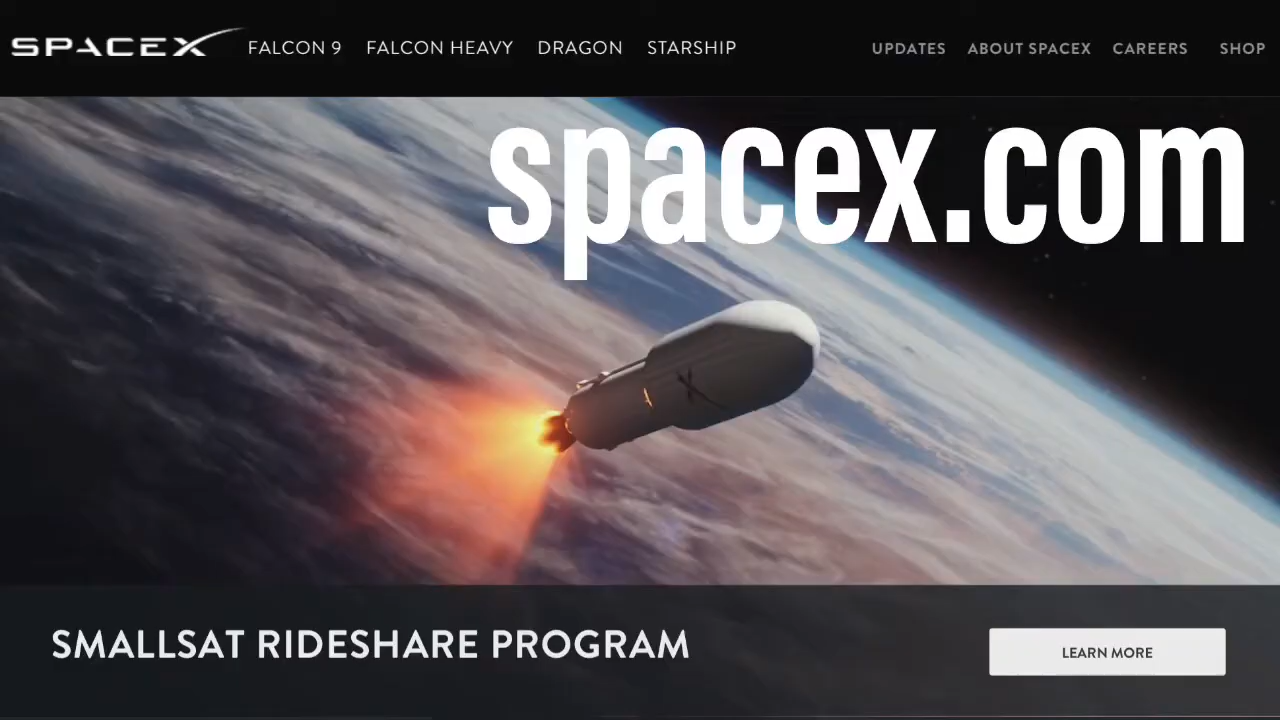 SPACEX FALCON 9 FALCON HEAVY DRAGON STARSHIP UPDATES ABOUT SPACEX CAREERS SHOP
spacex.com
X
SMALLSAT RIDESHARE PROGRAM
LEARN MORE